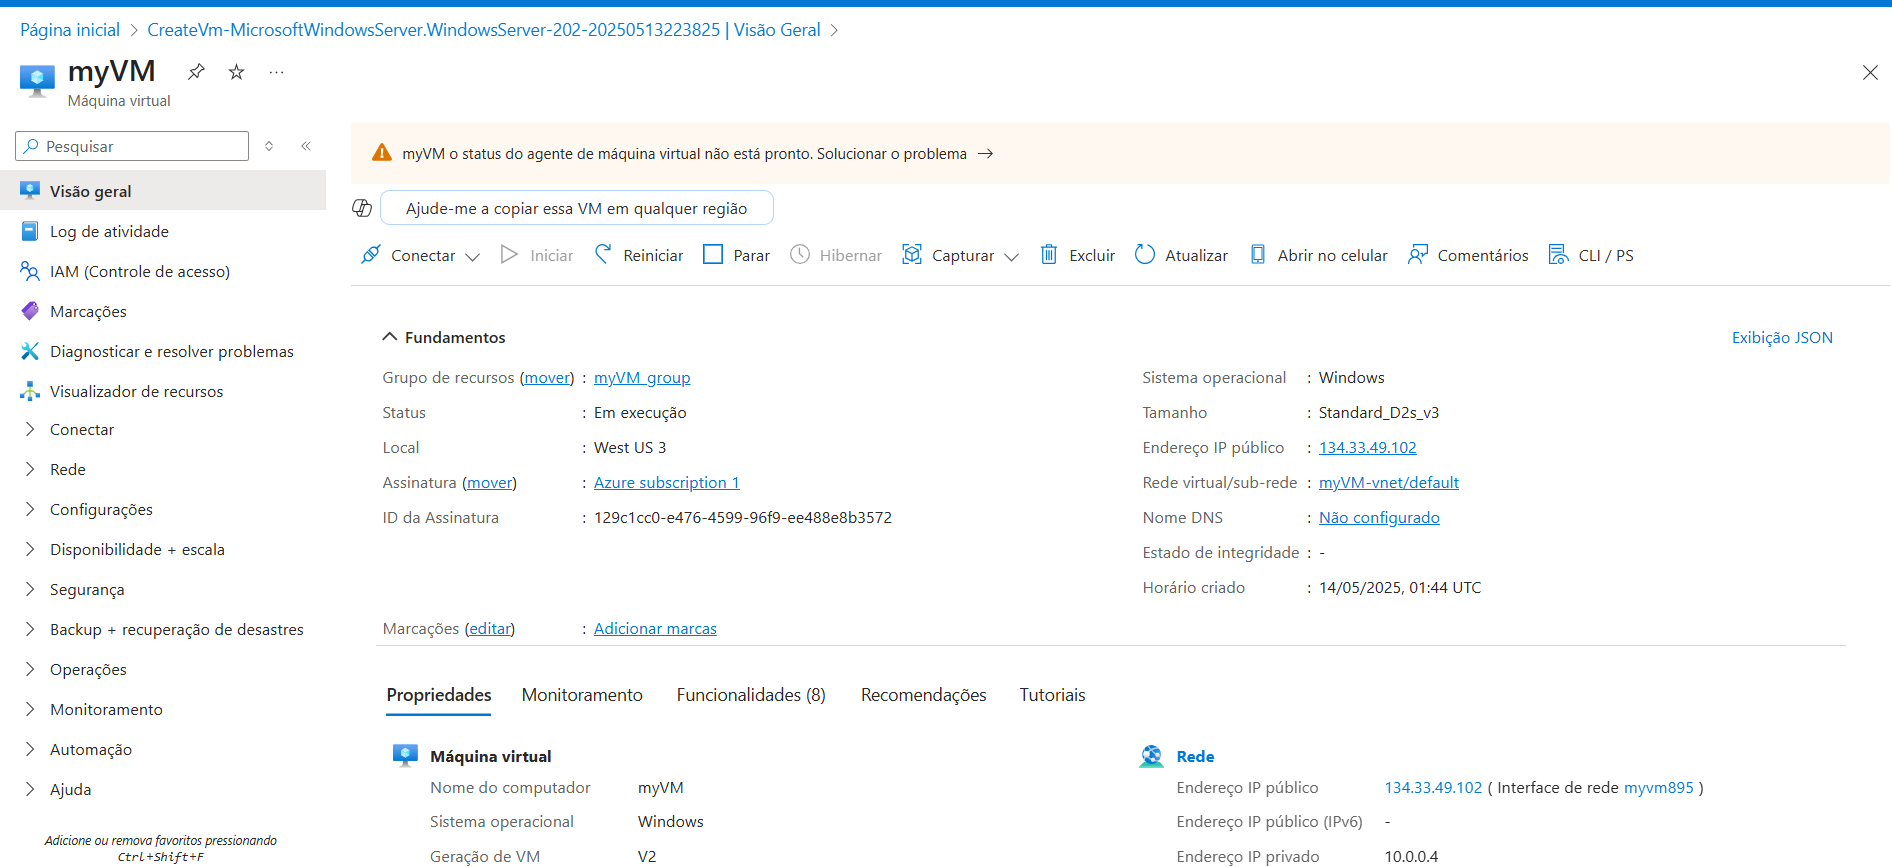 Página inicial > CreateVm-MicrosoftWindowsServer.WindowsServer-202-20250513223825 | Visão Geral >
myVM
Máquina virtual
Pesquisar
Visão geral
Log de atividade
IAM (Controle de acesso)
Marcações
Diagnosticar e resolver problemas
Visualizador de recursos
Conectar
Rede
Configurações
Disponibilidade + escala
Segurança
Backup + recuperação de desastres
Operações
Monitoramento
Automação
Ajuda
Adicione ou remova favoritos pressionando
Ctrl+Shift+F
myVM o status do agente de máquina virtual não está pronto. Solucionar o problema →
Ajude-me a copiar essa VM em qualquer região
Conectar Iniciar Reiniciar Parar Hibernar Capturar Excluir Atualizar Abrir no celular Comentários CLI / PS
Fundamentos
Exibição JSON
Grupo de recursos (mover) : myVM_group
Status : Em execução
Local : West US 3
Assinatura (mover) : Azure subscription 1
ID da Assinatura : 129c1cc0-e476-4599-96f9-ee488e8b3572
Sistema operacional : Windows
Tamanho : Standard_D2s_v3
Endereço IP público : 134.33.49.102
Rede virtual/sub-rede : myVM-vnet/default
Nome DNS : Não configurado
Estado de integridade : -
Horário criado : 14/05/2025, 01:44 UTC
Marcações (editar) : Adicionar marcas
Propriedades Monitoramento Funcionalidades (8) Recomendações Tutoriais
Máquina virtual
Nome do computador myVM
Sistema operacional Windows
Geração de VM V2
Rede
Endereço IP público 134.33.49.102 ( Interface de rede myvm895 )
Endereço IP público (IPv6) -
Endereço IP privado 10.0.0.4